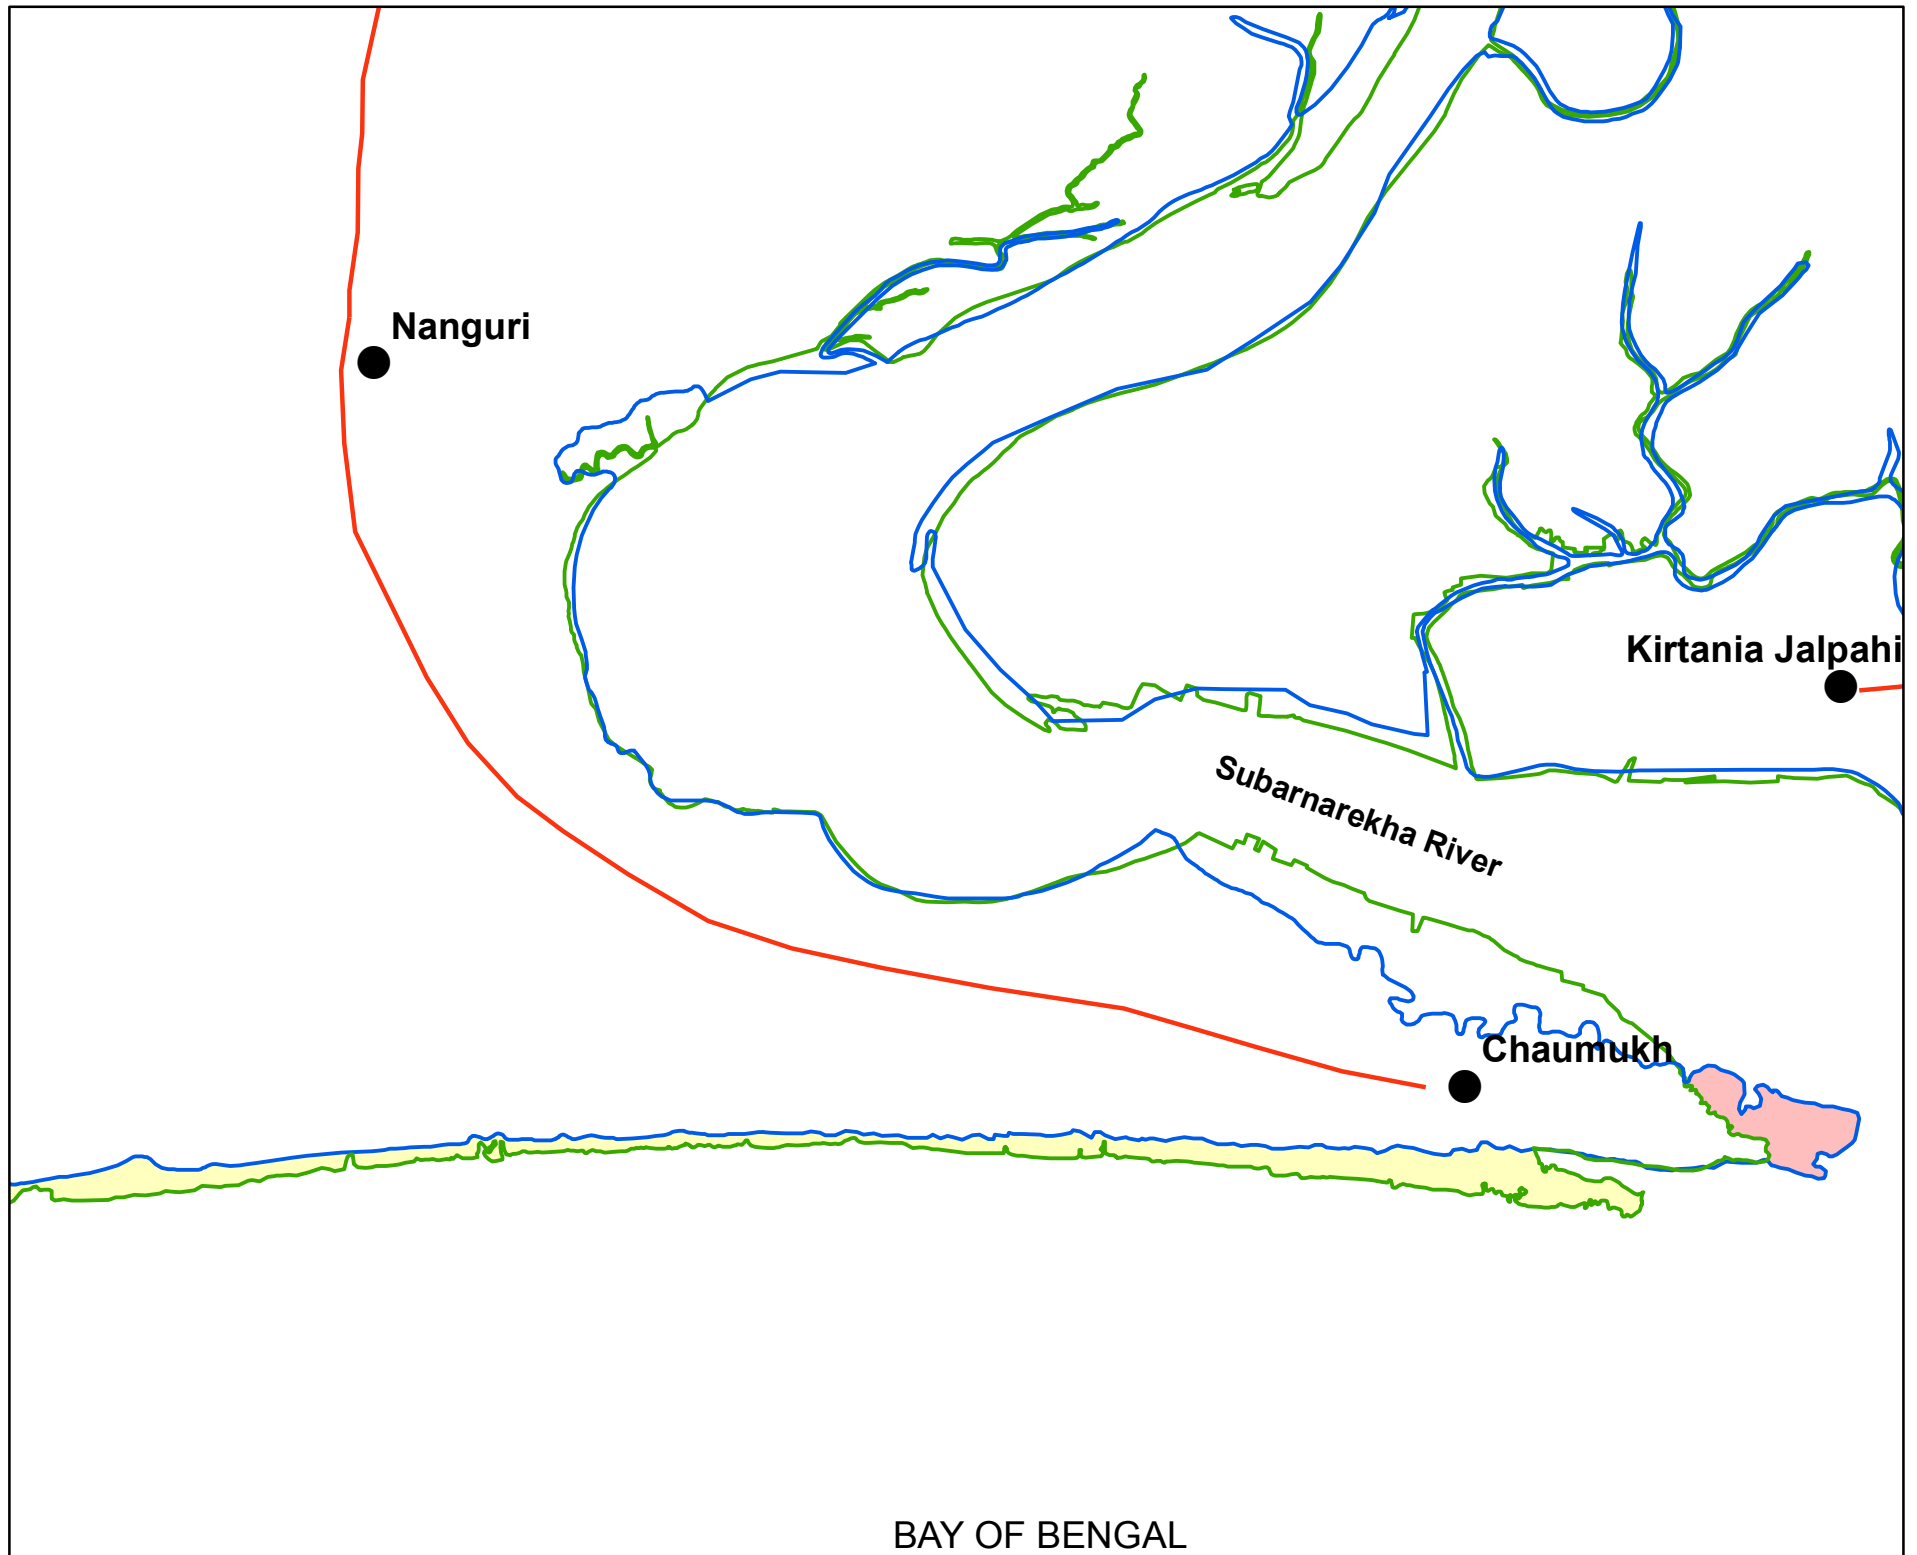 Nanguri
Kirtania Jalpahi
Subarnarekha River
Chaumukh
BAY OF BENGAL